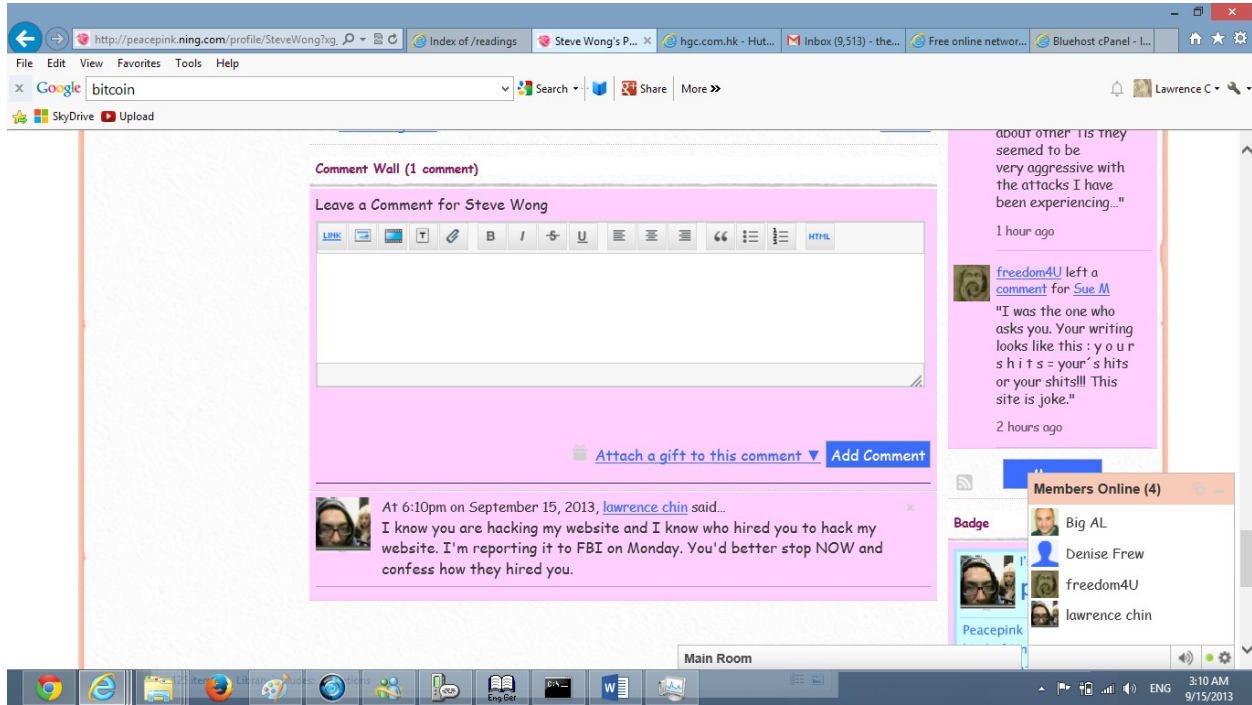 http://peacepink.ning.com/profile/SteveWong?xg_
Index of /readings
Steve Wong's P...
hgc.com.hk - Hut...
Inbox (9,513) - the...
Free online networ...
Bluehost cPanel - I...
File Edit View Favorites Tools Help
x Google bitcoin Search Share More »
Lawrence C
SkyDrive Upload
Comment Wall (1 comment)
Leave a Comment for Steve Wong
LINK T B I S U HTML
Attach a gift to this comment ▼ Add Comment
At 6:10pm on September 15, 2013, lawrence chin said...
I know you are hacking my website and I know who hired you to hack my
website. I'm reporting it to FBI on Monday. You'd better stop NOW and
confess how they hired you.
about other TIs they
seemed to be
very aggressive with
the attacks I have
been experiencing..."
1 hour ago
freedom4U left a
comment for Sue M
"I was the one who
asks you. Your writing
looks like this : y o u r
s h i t s = your´s hits
or your shits!!! This
site is joke."
2 hours ago
Badge
Peacepink
Members Online (4)
Big AL
Denise Frew
freedom4U
lawrence chin
Main Room
Eng Ger
ENG
3:10 AM
9/15/2013